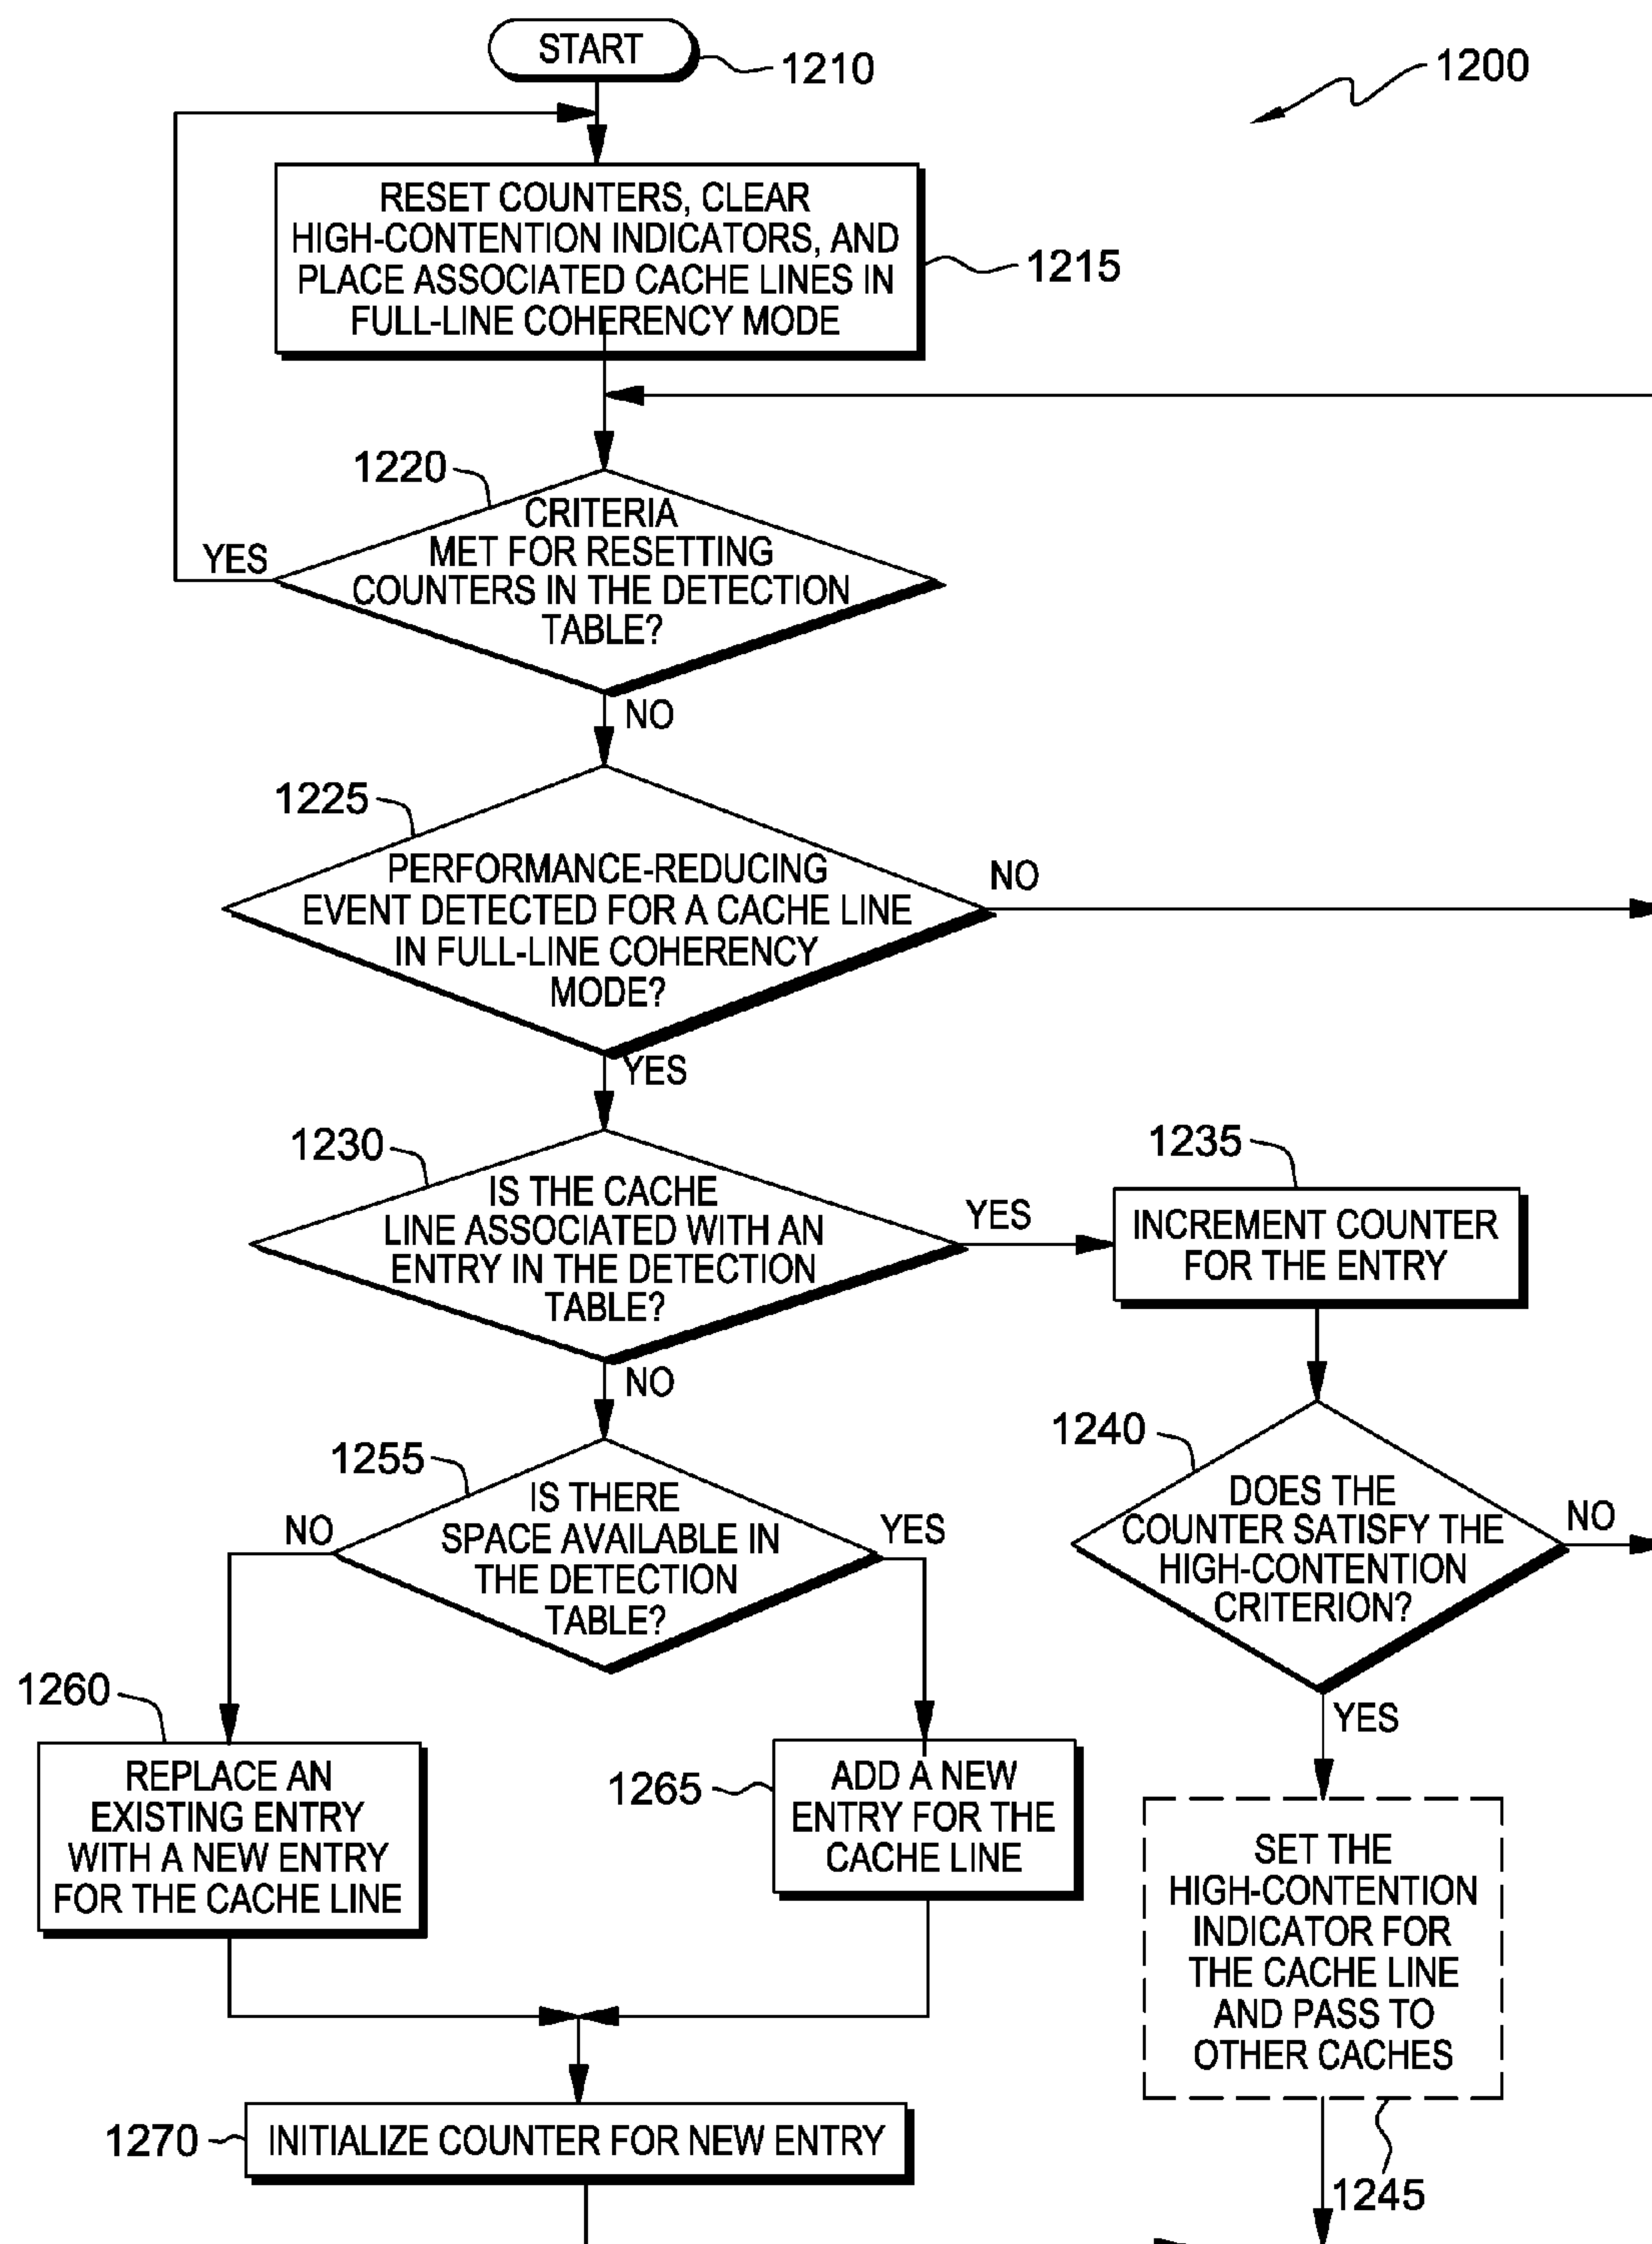 START
1210
1200
RESET COUNTERS, CLEAR
HIGH-CONTENTION INDICATORS, AND
PLACE ASSOCIATED CACHE LINES IN
FULL-LINE COHERENCY MODE
1215
1220
CRITERIA
MET FOR RESETTING
COUNTERS IN THE DETECTION
TABLE?
YES
NO
1225
PERFORMANCE-REDUCING
EVENT DETECTED FOR A CACHE LINE
IN FULL-LINE COHERENCY
MODE?
NO
YES
1230
IS THE CACHE
LINE ASSOCIATED WITH AN
ENTRY IN THE DETECTION
TABLE?
YES
1235
INCREMENT COUNTER
FOR THE ENTRY
NO
1240
DOES THE
COUNTER SATISFY THE
HIGH-CONTENTION
CRITERION?
NO
YES
1255
IS THERE
SPACE AVAILABLE IN
THE DETECTION
TABLE?
NO
YES
1260
REPLACE AN
EXISTING ENTRY
WITH A NEW ENTRY
FOR THE CACHE LINE
1265
ADD A NEW
ENTRY FOR THE
CACHE LINE
SET THE
HIGH-CONTENTION
INDICATOR FOR
THE CACHE LINE
AND PASS TO
OTHER CACHES
1245
1270
INITIALIZE COUNTER FOR NEW ENTRY